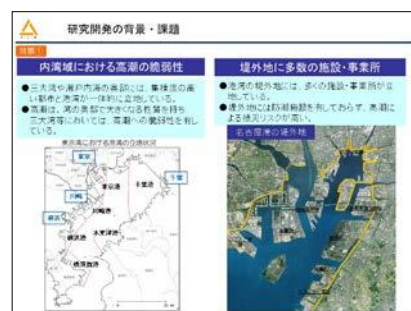 研究開発の背景・課題
背景①
内湾域における高潮の脆弱性
●三大湾や瀬戸内海の奥部には、集積度の高
い都市と港湾が一体的に立地している。
●高潮は、湾の奥部で大きくなる性質を持ち
三大湾等においては、高潮への脆弱性を有し
ている。
東京湾における各港湾の立地状況
東京
千葉
川崎
横浜
東京港
千葉港
川崎港
横浜港
木更津港
横須賀港
堤外地に多数の施設・事業所
●港湾の堤外地には、多くの施設・事業所が立
地している。
●堤外地には防潮施設を有しておらず、高潮に
よる被災リスクが高い。
名古屋港の堤外地